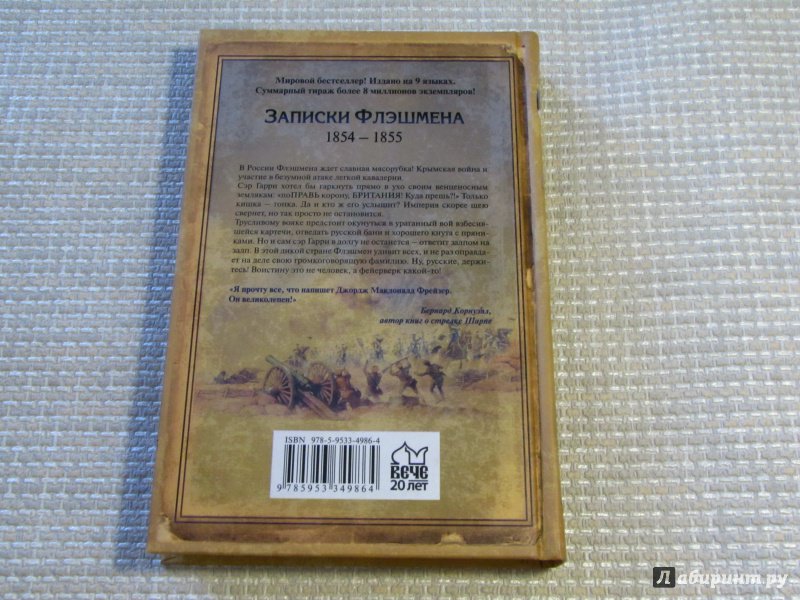 Мировой бестселлер! Издано на 9 языках.
Суммарный тираж более 8 миллионов экземпляров!
ЗАПИСКИ ФЛЭШМЕНА
1854 – 1855
В России Флэшмена ждет славная мясорубка! Крымская война и
участие в безумной атаке легкой кавалерии.
Сэр Гарри хотел бы гаркнуть прямо в ухо своим венценосным
землякам: «поПРАВЬ корону, БРИТАНИЯ! Куда прешь?!» Только
кишка – тонка. Да и кто ж его услышит? Империя скорее шею
свернет, но так просто не остановится.
Трусливому вояке предстоит окунуться в ураганный вой взбесив-
шейся картечи, отведать русской бани и хорошего кнута с пряни-
ками. Но и сам сэр Гарри в долгу не останется – ответит залпом на
залп. В этой дикой стране Флэшмен удивит всех, и не раз оправда-
ет на деле свою громкоговорящую фамилию. Ну, русские, держи-
тесь! Воистину это не человек, а фейерверк какой-то!
«Я прочту все, что напишет Джордж Макдоналд Фрейзер.
Он великолепен!»
Бернард Корнуэлл,
автор книг о стрелке Шарпе
ISBN 978-5-9533-4986-4
9 785953 349864
ВЕЧЕ
20 ЛЕТ
Лабиринт.ру